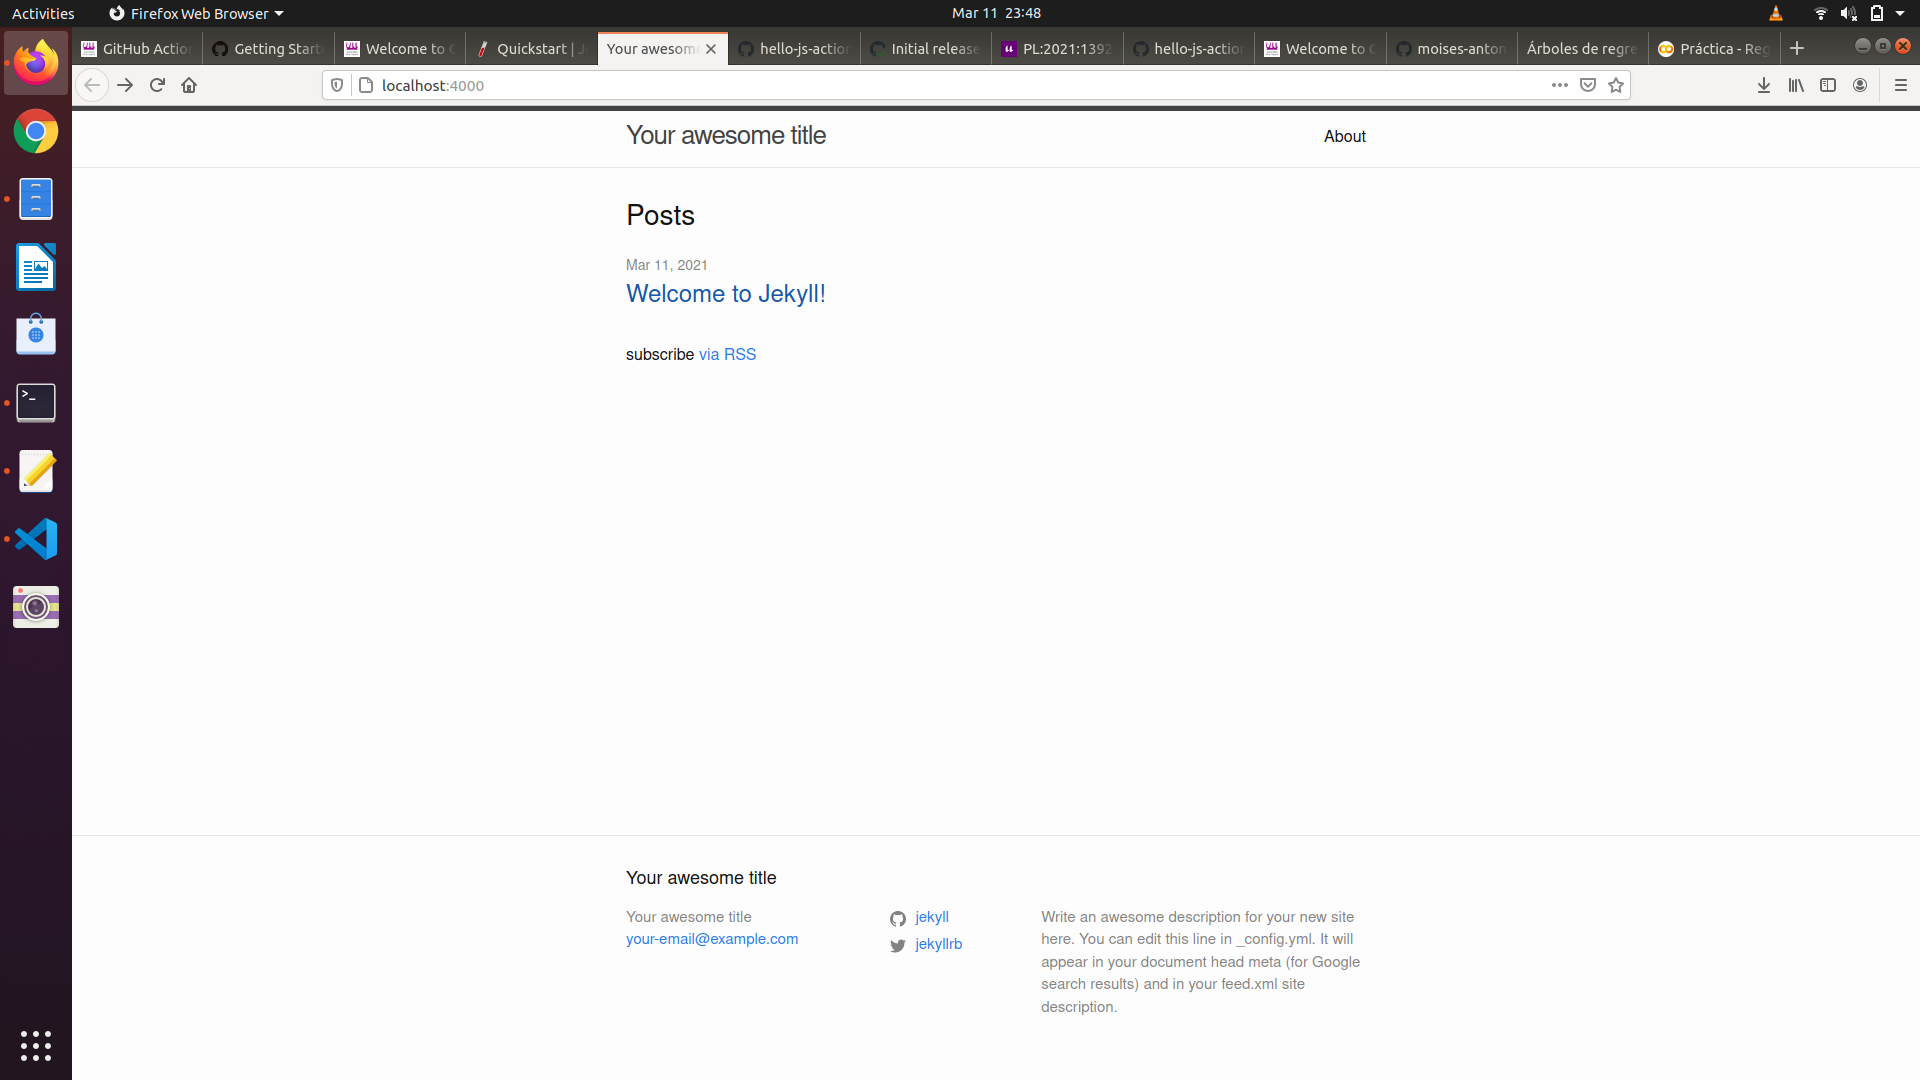 Activities
Firefox Web Browser
Mar 11 23:48
GitHub Action
Getting Starte
Welcome to G
Quickstart | J
Your awesome
hello-js-action
Initial release
PL:2021:1392
hello-js-action
Welcome to G
moises-anton
Árboles de regre
Práctica - Reg
localhost:4000
Your awesome title
About
Posts
Mar 11, 2021
Welcome to Jekyll!
subscribe via RSS
Your awesome title
Your awesome title
your-email@example.com
jekyll
jekyllrb
Write an awesome description for your new site
here. You can edit this line in _config.yml. It will
appear in your document head meta (for Google
search results) and in your feed.xml site
description.